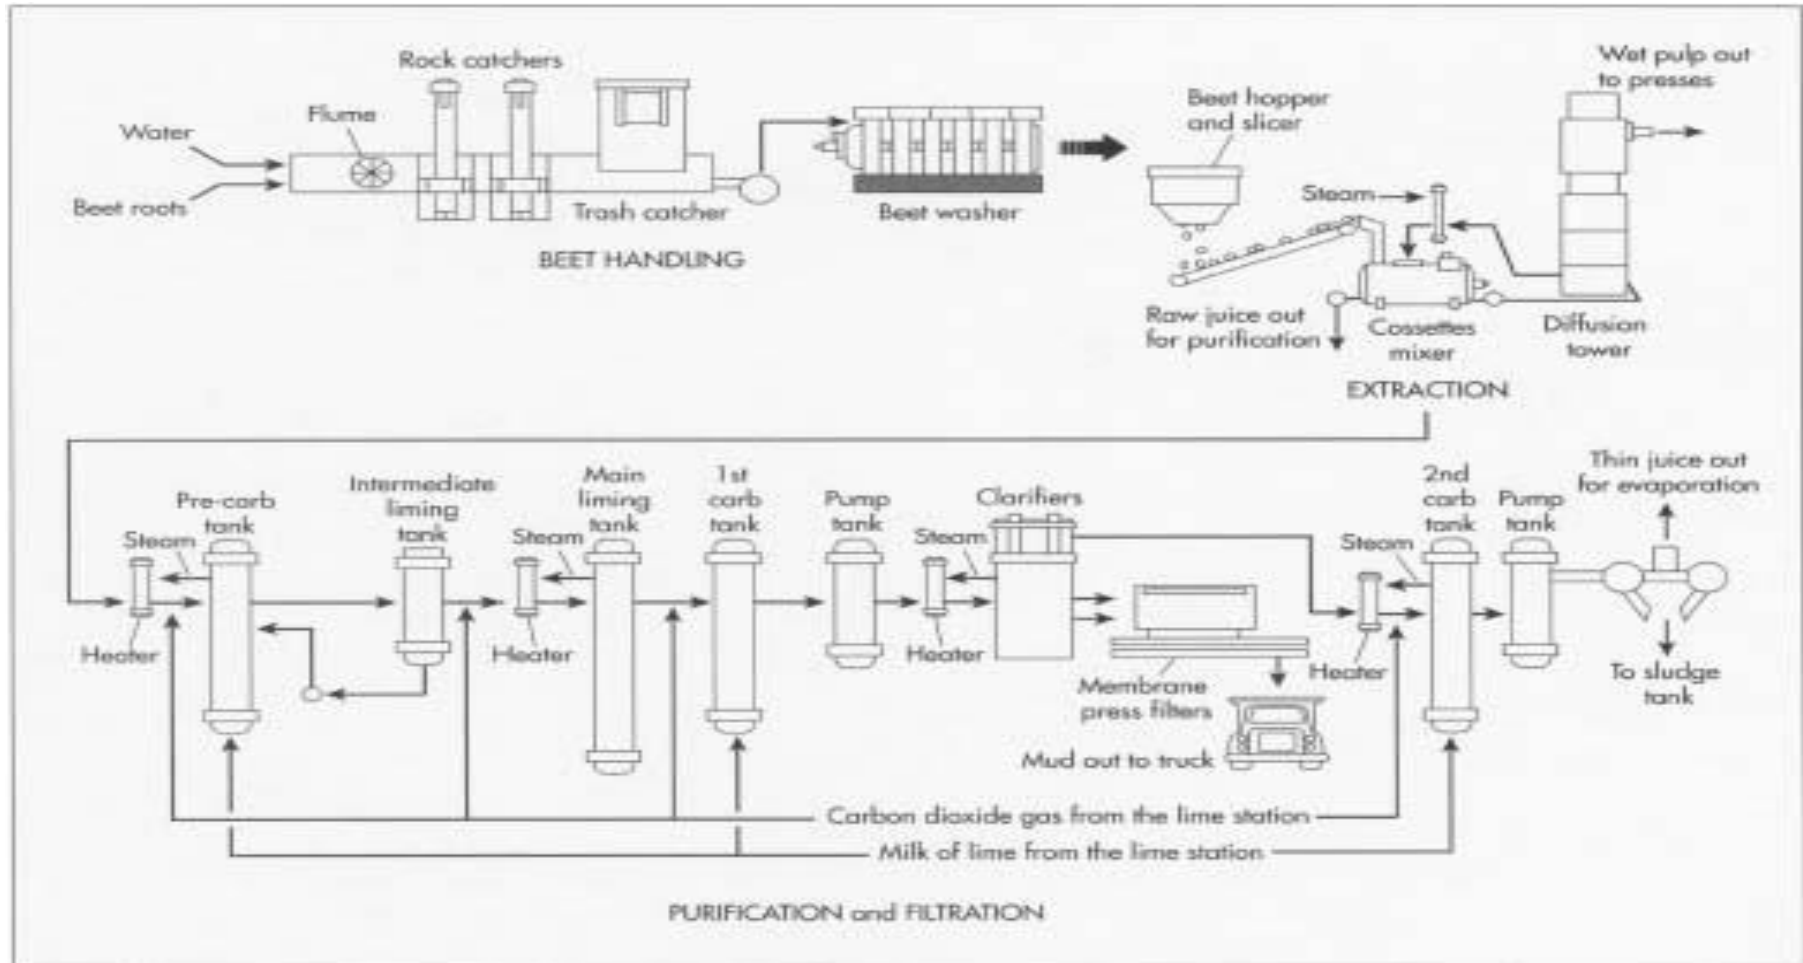 Rock catchers
Flume
Water
Beet roots
Trash catcher
Beet washer
BEET HANDLING
Beet hopper
and slicer
Wet pulp out
to presses
Steam
Raw juice out
for purification
Cossettes
mixer
Diffusion
tower
EXTRACTION
Pre-carb
tank
Steam
Heater
Intermediate
liming
tank
Main
liming
tank
Steam
Heater
1st
carb
tank
Pump
tank
Clarifiers
Steam
Heater
Membrane
press filters
Mud out to truck
2nd
carb
tank
Steam
Heater
Pump
tank
Thin juice out
for evaporation
To sludge
tank
Carbon dioxide gas from the lime station
Milk of lime from the lime station
PURIFICATION and FILTRATION